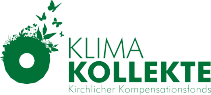 KLIMA
KOLLEKTE
Kirchlicher Kompensationsfonds